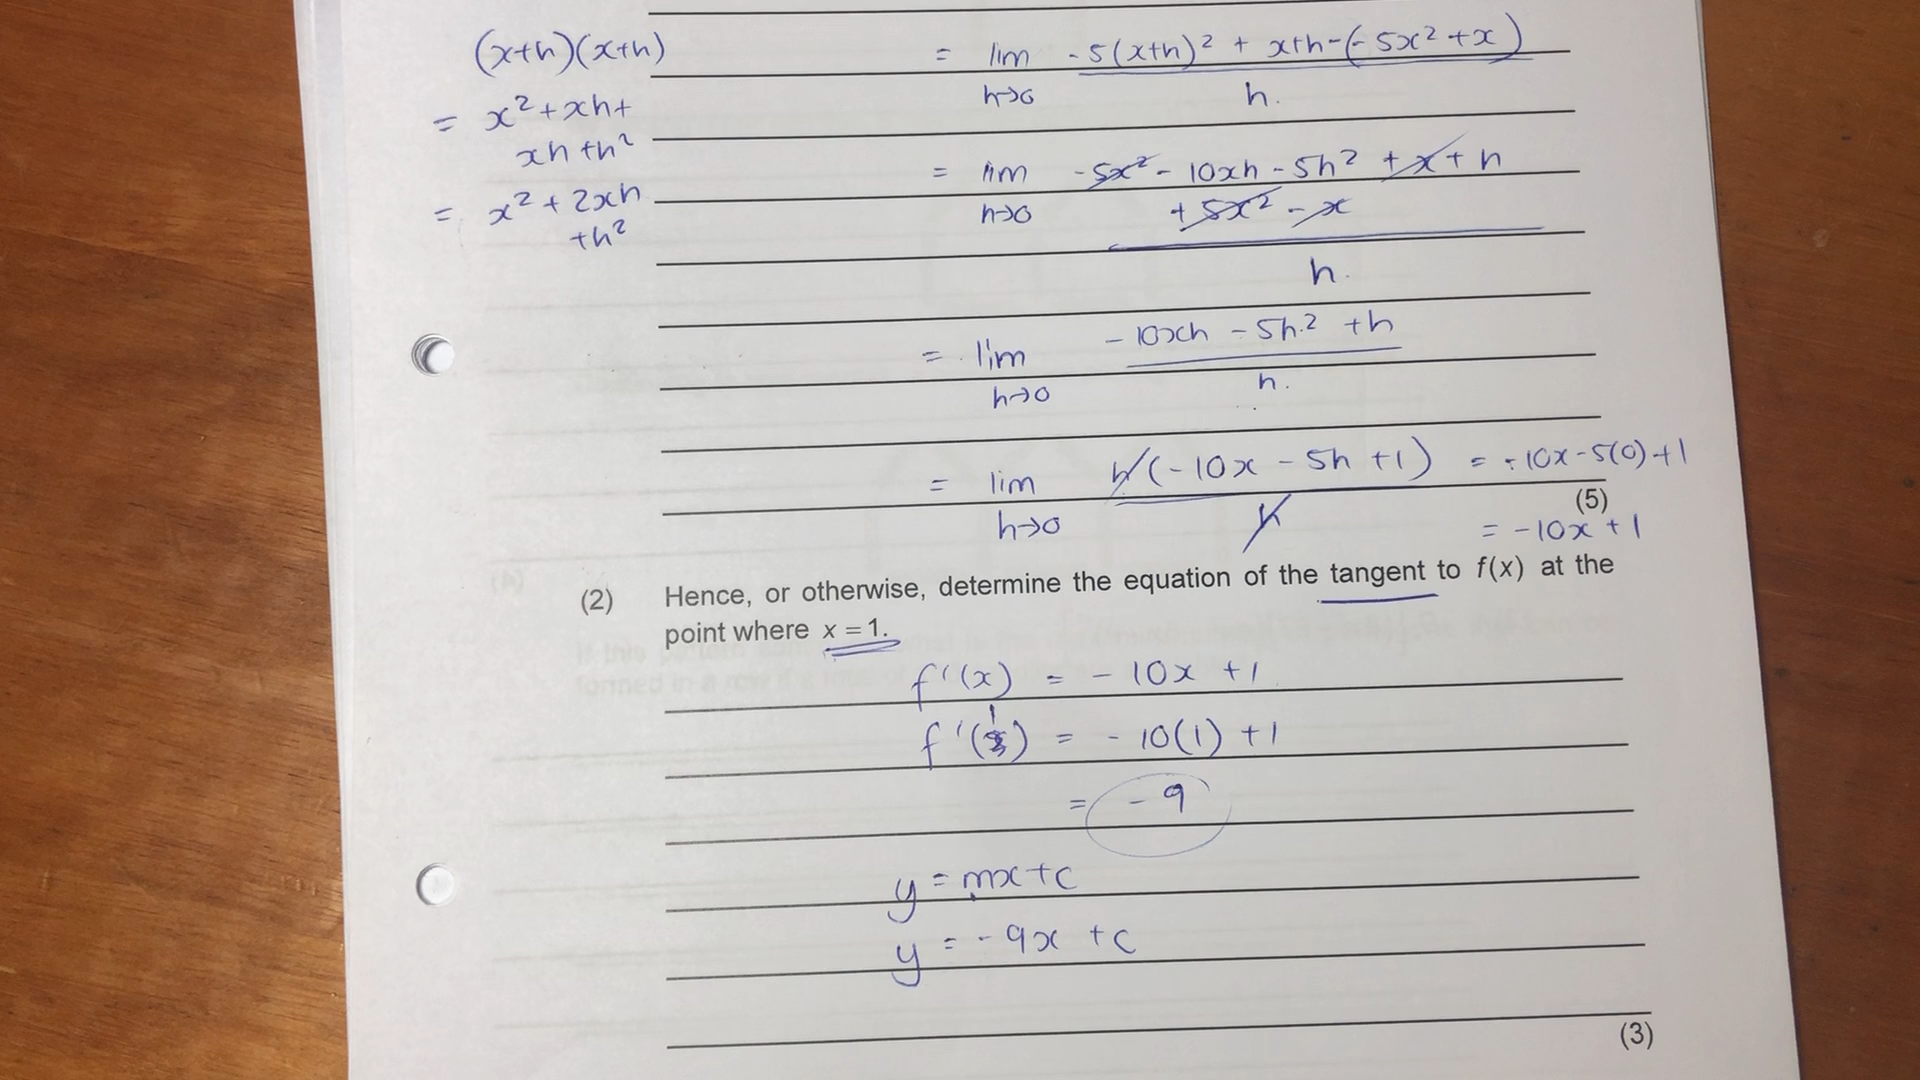 (x+h)(x+h)
= x² + xh +
xh + h²
= x² + 2xh
+h²
= lim -5(x+h)² + x+h-(-5x²+x)
h→0 h.
= lim -5x² - 10xh - 5h² + x + h
h→0 +5x² - x
h.
= lim -10xh - 5h² + h
h→0 h.
= lim h(-10x - 5h + 1) = -10x-5(0)+1
h→0 h
(5)
= -10x + 1
(2) Hence, or otherwise, determine the equation of the tangent to f(x) at the
point where x = 1.
f'(x) = - 10x + 1
f'(1) = - 10(1) + 1
= - 9
y = mx + c
y = - 9x + c
(3)